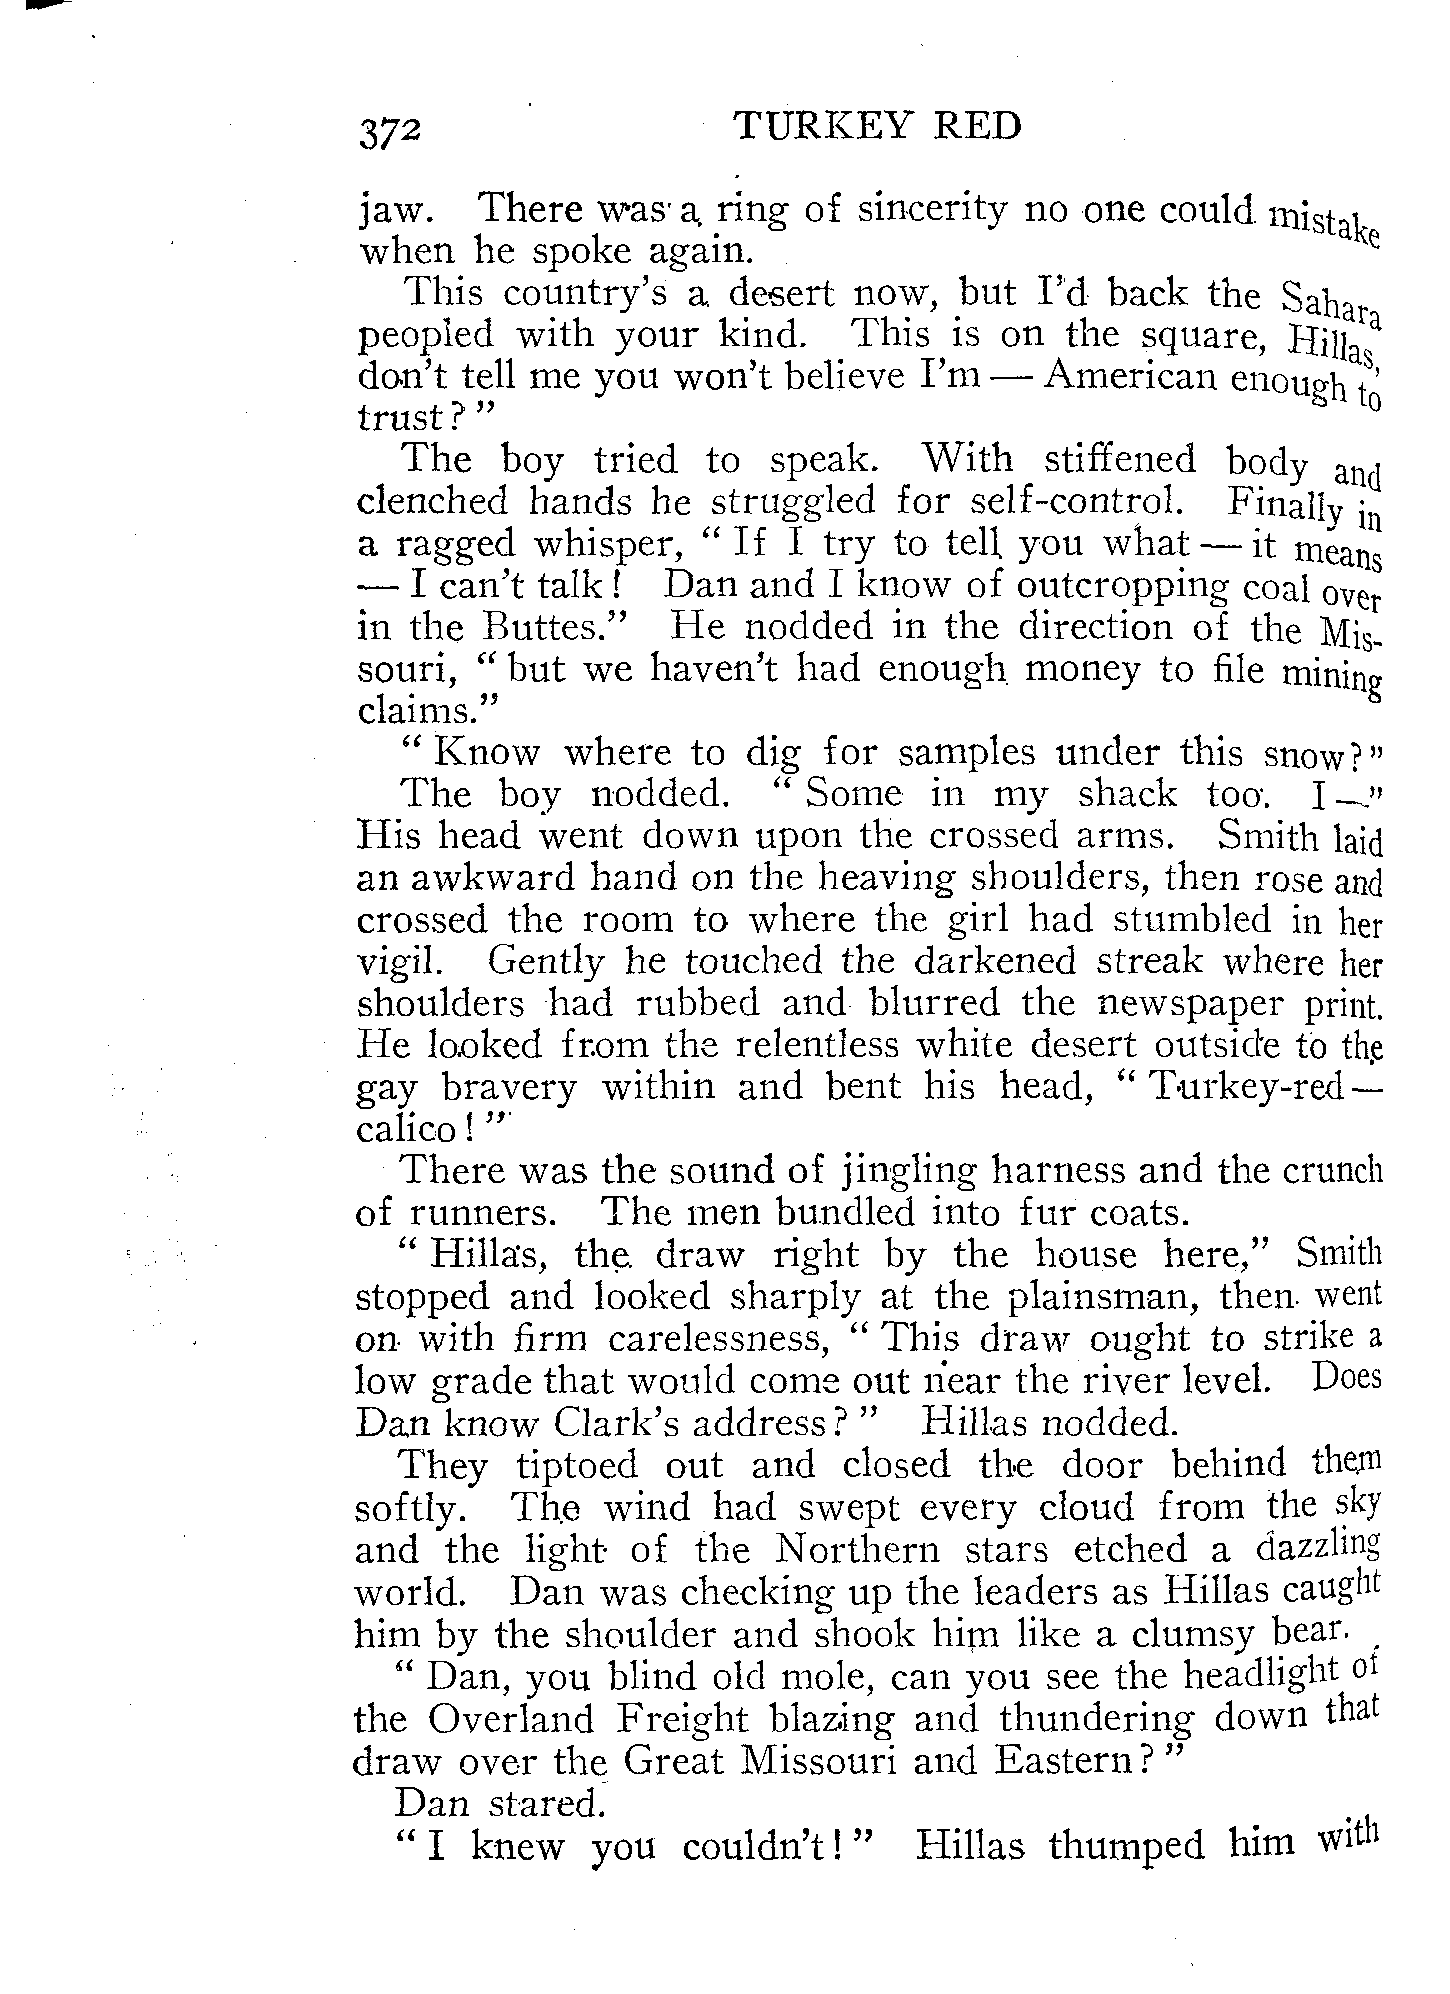 372 TURKEY RED
jaw. There was a ring of sincerity no one could mistake
when he spoke again.
This country's a desert now, but I'd back the Sahara
peopled with your kind. This is on the square, Hillas,
don't tell me you won't believe I'm — American enough to
trust?"
The boy tried to speak. With stiffened body and
clenched hands he struggled for self-control. Finally in
a ragged whisper, "If I try to tell you what — it means
— I can't talk! Dan and I know of outcropping coal over
in the Buttes." He nodded in the direction of the Mis-
souri, "but we haven't had enough money to file mining
claims."
"Know where to dig for samples under this snow?"
The boy nodded. "Some in my shack too. I —"
His head went down upon the crossed arms. Smith laid
an awkward hand on the heaving shoulders, then rose and
crossed the room to where the girl had stumbled in her
vigil. Gently he touched the darkened streak where her
shoulders had rubbed and blurred the newspaper print.
He looked from the relentless white desert outside to the
gay bravery within and bent his head, "Turkey-red —
calico!"
There was the sound of jingling harness and the crunch
of runners. The men bundled into fur coats.
"Hillas, the draw right by the house here," Smith
stopped and looked sharply at the plainsman, then went
on with firm carelessness, "This draw ought to strike a
low grade that would come out near the river level. Does
Dan know Clark's address?" Hillas nodded.
They tiptoed out and closed the door behind them
softly. The wind had swept every cloud from the sky
and the light of the Northern stars etched a dazzling
world. Dan was checking up the leaders as Hillas caught
him by the shoulder and shook him like a clumsy bear.
"Dan, you blind old mole, can you see the headlight of
the Overland Freight blazing and thundering down that
draw over the Great Missouri and Eastern?"
Dan stared.
"I knew you couldn't!" Hillas thumped him with